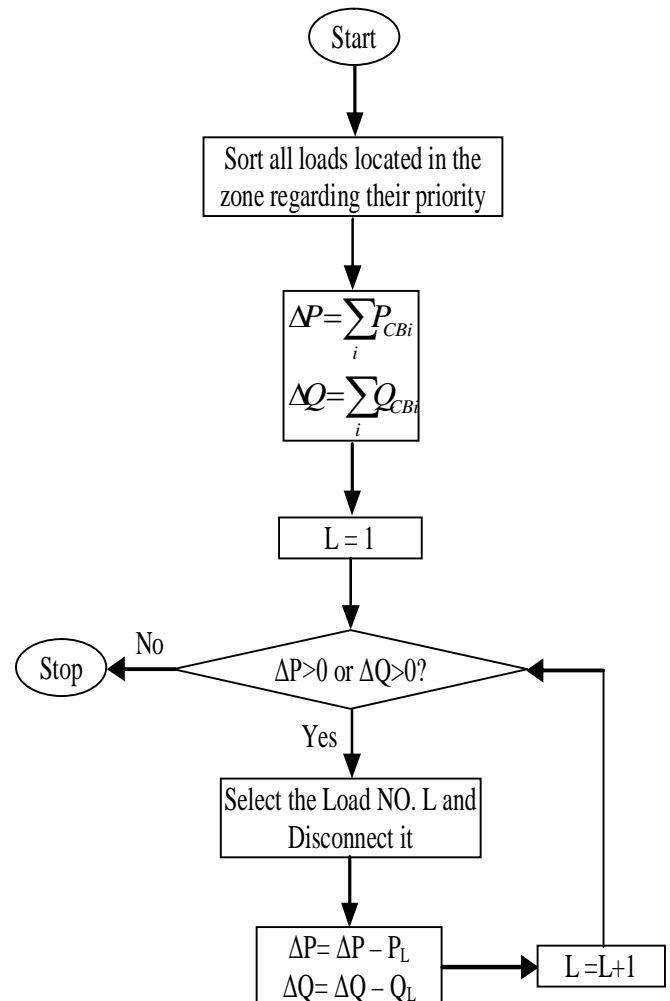 Start
Sort all loads located in the
zone regarding their priority
ΔP=∑P_CBi
i
ΔQ=∑Q_CBi
i
L = 1
No
Stop
ΔP>0 or ΔQ>0?
Yes
Select the Load NO. L and
Disconnect it
ΔP= ΔP – P_L
ΔQ= ΔQ – Q_L
L =L+1